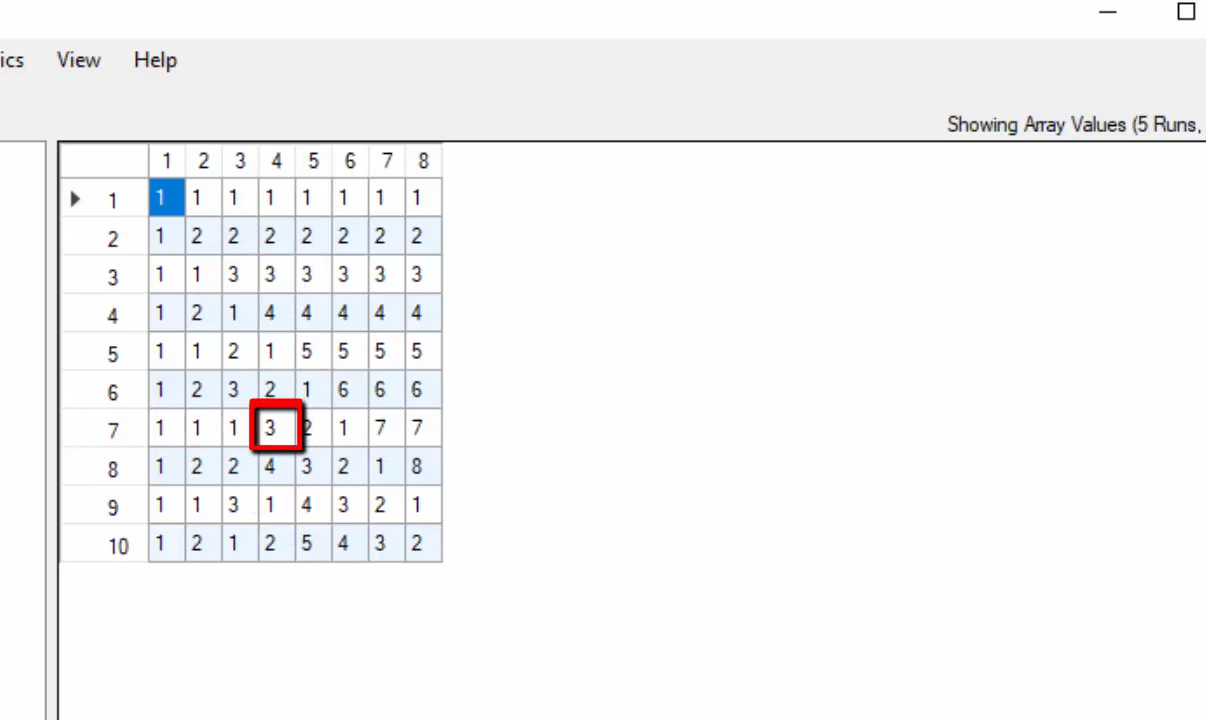 ics View Help
Showing Array Values (5 Runs,
1 2 3 4 5 6 7 8
1 1 1 1 1 1 1 1 1
2 1 2 2 2 2 2 2 2
3 1 1 3 3 3 3 3 3
4 1 2 1 4 4 4 4 4
5 1 1 2 1 5 5 5 5
6 1 2 3 2 1 6 6 6
7 1 1 1 3 2 1 7 7
8 1 2 2 4 3 2 1 8
9 1 1 3 1 4 3 2 1
10 1 2 1 2 5 4 3 2